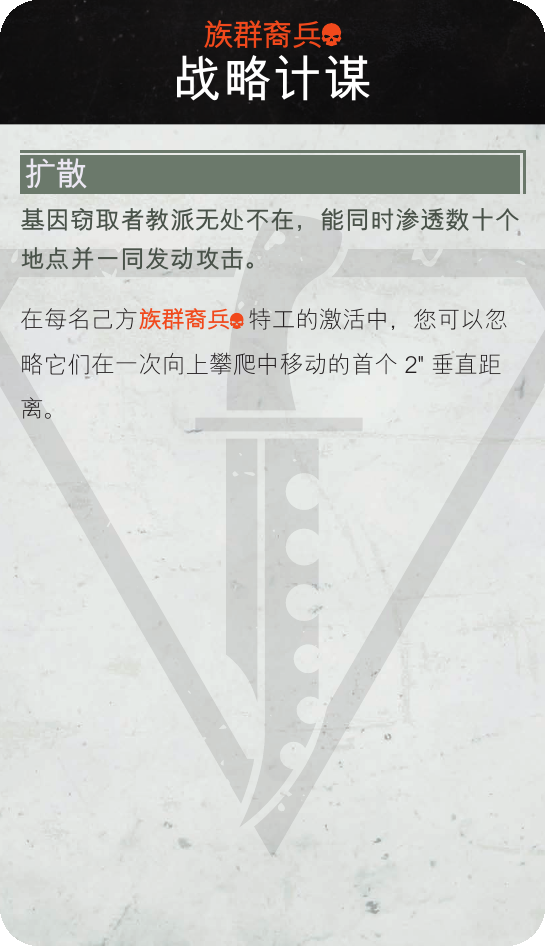 族群裔兵
战略计谋
扩散
基因窃取者教派无处不在，能同时渗透数十个
地点并一同发动攻击。
在每名己方族群裔兵特工的激活中，您可以忽
略它们在一次向上攀爬中移动的首个 2" 垂直距
离。